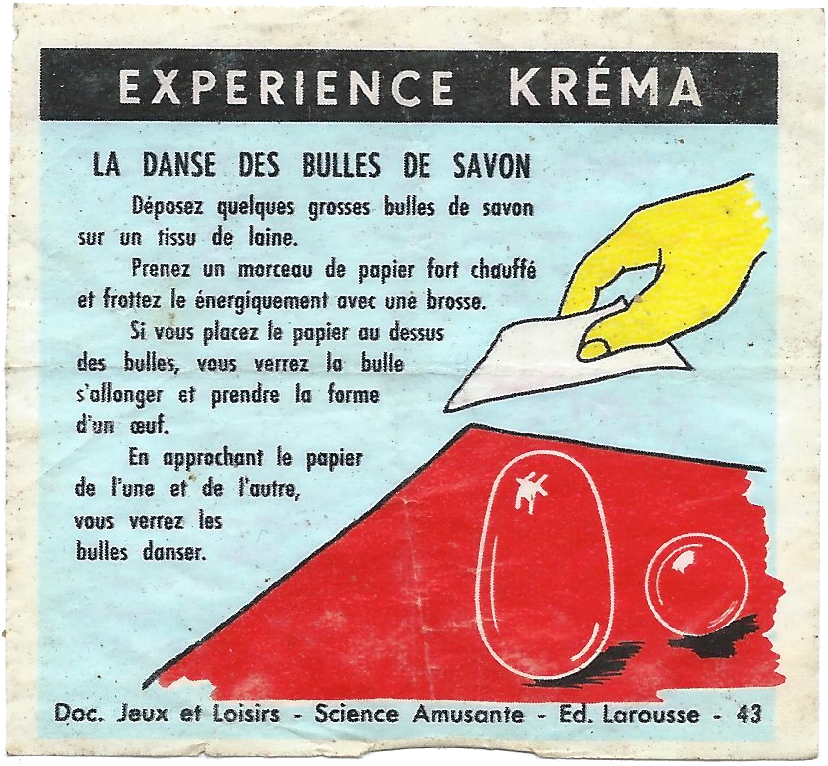 EXPERIENCE KRÉMA
LA DANSE DES BULLES DE SAVON
Déposez quelques grosses bulles de savon
sur un tissu de laine.
Prenez un morceau de papier fort chauffé
et frottez le énergiquement avec une brosse.
Si vous placez le papier au dessus
des bulles, vous verrez la bulle
s'allonger et prendre la forme
d'un œuf.
En approchant le papier
de l'une et de l'autre,
vous verrez les
bulles danser.
Doc. Jeux et Loisirs - Science Amusante - Ed. Larousse - 43